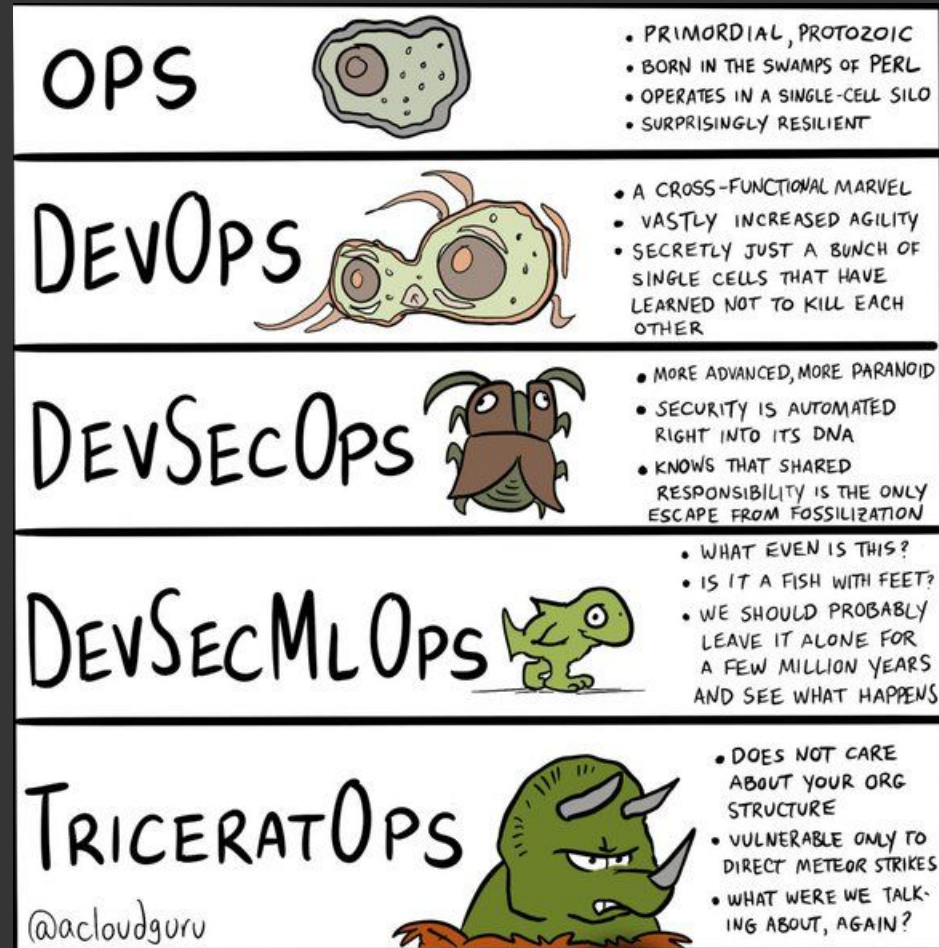 OPS
• PRIMORDIAL, PROTOZOIC
• BORN IN THE SWAMPS OF PERL
• OPERATES IN A SINGLE-CELL SILO
• SURPRISINGLY RESILIENT
DEVOPS
• A CROSS-FUNCTIONAL MARVEL
• VASTLY INCREASED AGILITY
• SECRETLY JUST A BUNCH OF
SINGLE CELLS THAT HAVE
LEARNED NOT TO KILL EACH
OTHER
DEVSECOPS
• MORE ADVANCED, MORE PARANOID
• SECURITY IS AUTOMATED
RIGHT INTO ITS DNA
• KNOWS THAT SHARED
RESPONSIBILITY IS THE ONLY
ESCAPE FROM FOSSILIZATION
DEVSECMLOPS
• WHAT EVEN IS THIS?
• IS IT A FISH WITH FEET?
• WE SHOULD PROBABLY
LEAVE IT ALONE FOR
A FEW MILLION YEARS
AND SEE WHAT HAPPENS
TRICERATOPS
• DOES NOT CARE
ABOUT YOUR ORG
STRUCTURE
• VULNERABLE ONLY TO
DIRECT METEOR STRIKES
• WHAT WERE WE TALK-
ING ABOUT, AGAIN?
@acloudguru